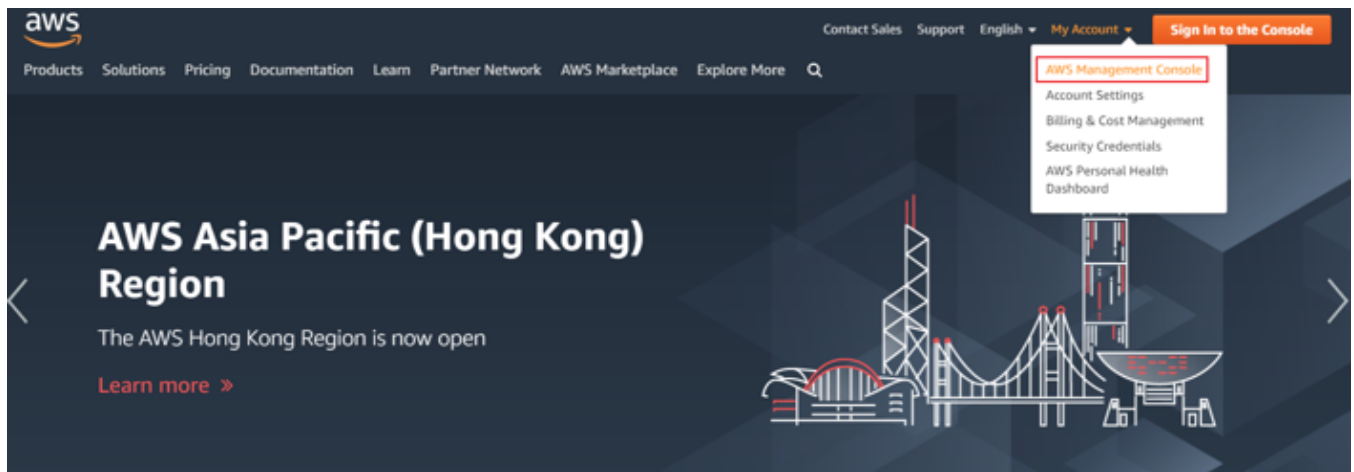 aws
Contact Sales Support English My Account Sign In to the Console
Products Solutions Pricing Documentation Learn Partner Network AWS Marketplace Explore More
AWS Management Console
Account Settings
Billing & Cost Management
Security Credentials
AWS Personal Health
Dashboard
AWS Asia Pacific (Hong Kong)
Region
The AWS Hong Kong Region is now open
Learn more »